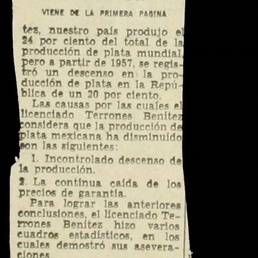 VIENE DE LA PRIMERA PAGINA
tez, nuestro país produjo el
24 por ciento del total de la
producción de plata mundial,
pero a partir de 1957, se regis-
tró un descenso en la pro-
ducción de plata en la Repú-
blica de un 20 por ciento.
Las causas por las cuales el
licenciado Terrones Benítez
considera que la producción de
plata mexicana ha disminuído
son las siguientes:
1. Incontrolado descenso de
la producción.
2. La continua caída de los
precios de garantía.
Para lograr las anteriores
conclusiones, el licenciado Te-
rrones Benítez hizo varios
cuadros estadísticos, en los
cuales demostró sus asevera-
ciones.